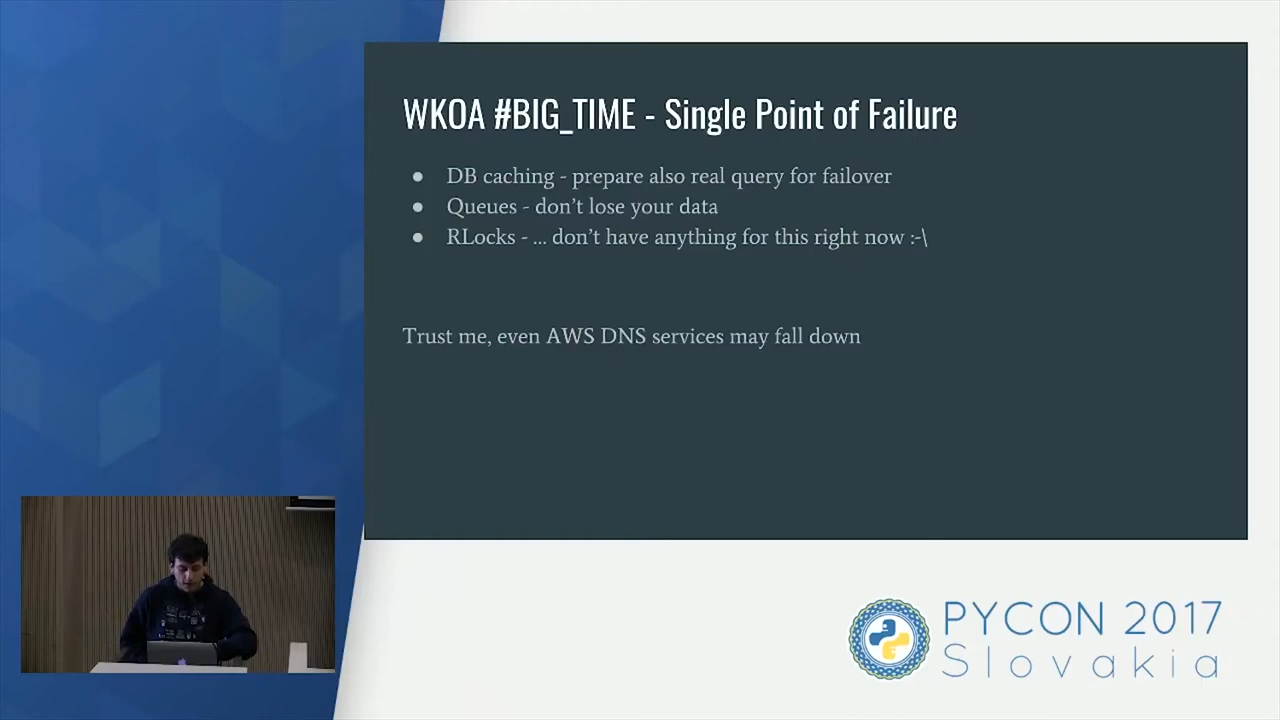 WKOA #BIG_TIME - Single Point of Failure
● DB caching - prepare also real query for failover
● Queues - don’t lose your data
● RLocks - ... don’t have anything for this right now :-\
Trust me, even AWS DNS services may fall down
PYCON 2017
Slovakia